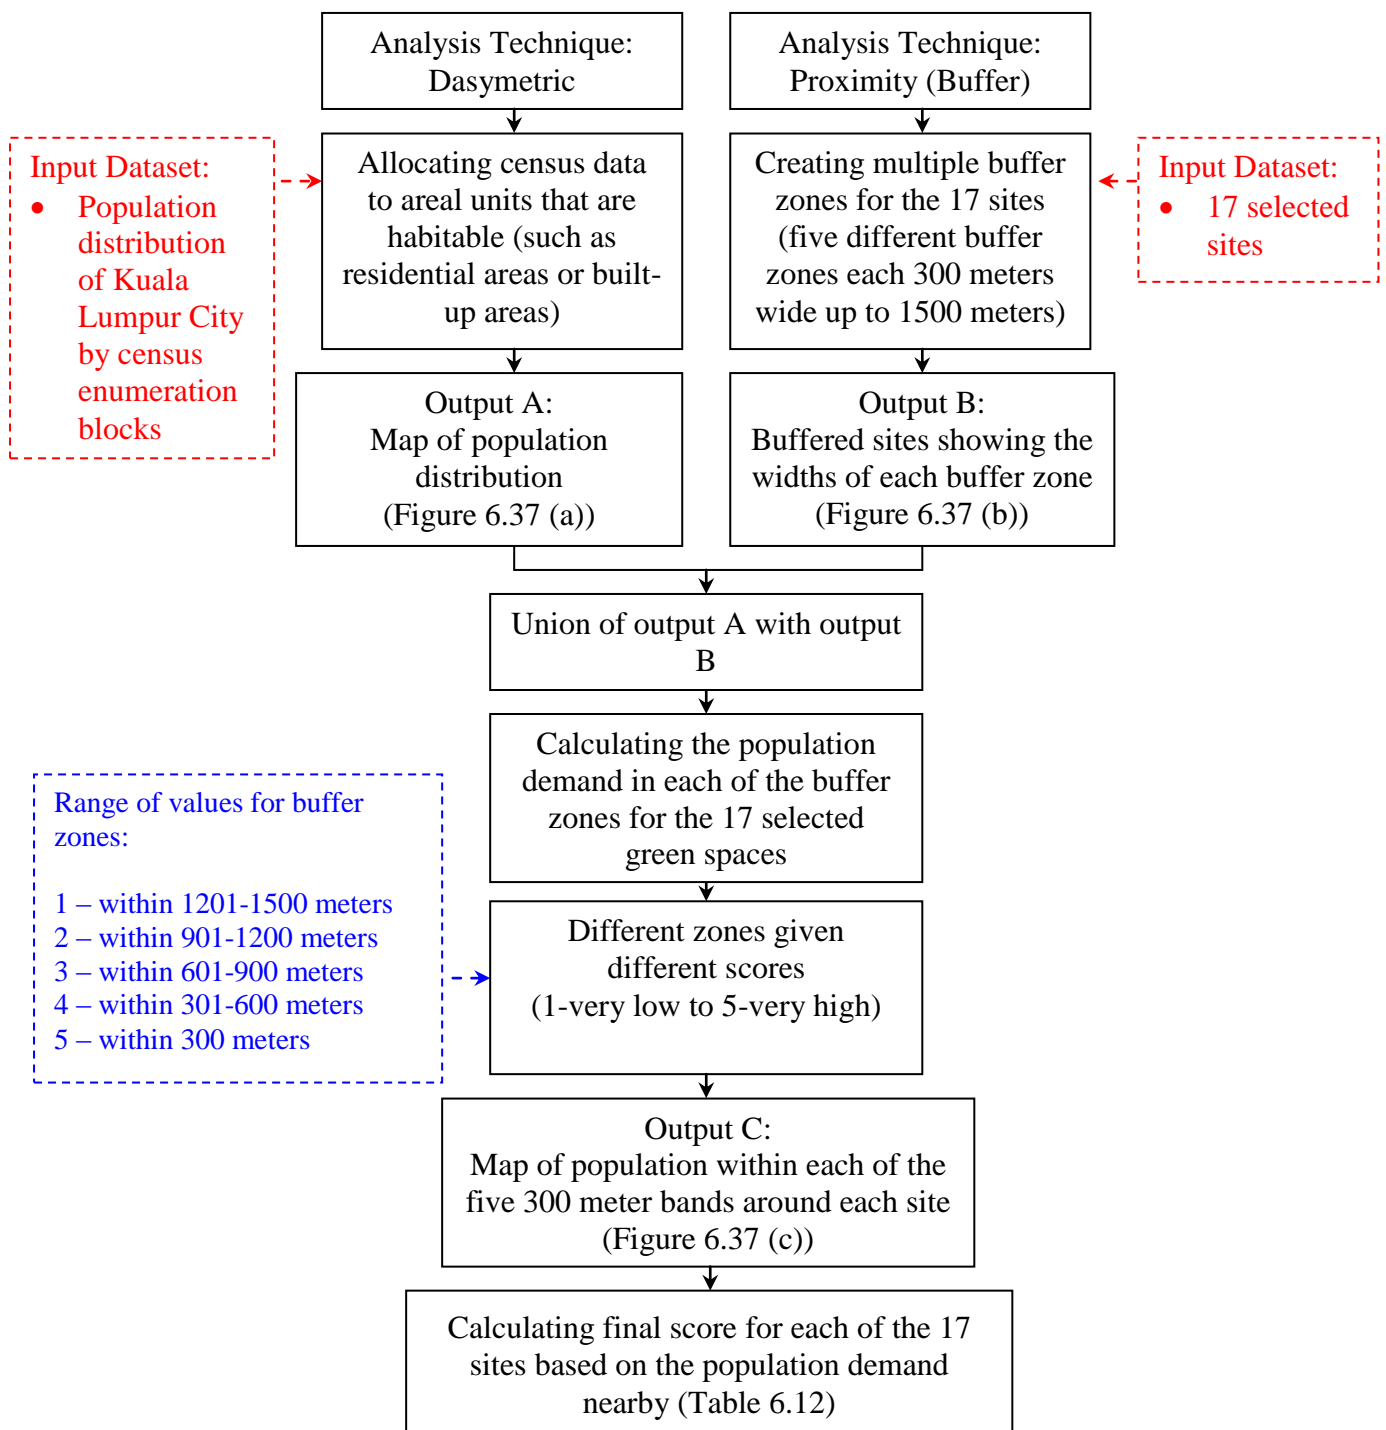 Analysis Technique:
Dasymetric
Analysis Technique:
Proximity (Buffer)
Input Dataset:
• Population
distribution
of Kuala
Lumpur City
by census
enumeration
blocks
Allocating census data
to areal units that are
habitable (such as
residential areas or built-
up areas)
Creating multiple buffer
zones for the 17 sites
(five different buffer
zones each 300 meters
wide up to 1500 meters)
Input Dataset:
• 17 selected
sites
Output A:
Map of population
distribution
(Figure 6.37 (a))
Output B:
Buffered sites showing the
widths of each buffer zone
(Figure 6.37 (b))
Union of output A with output
B
Calculating the population
demand in each of the buffer
zones for the 17 selected
green spaces
Range of values for buffer
zones:
1 – within 1201-1500 meters
2 – within 901-1200 meters
3 – within 601-900 meters
4 – within 301-600 meters
5 – within 300 meters
Different zones given
different scores
(1-very low to 5-very high)
Output C:
Map of population within each of the
five 300 meter bands around each site
(Figure 6.37 (c))
Calculating final score for each of the 17
sites based on the population demand
nearby (Table 6.12)